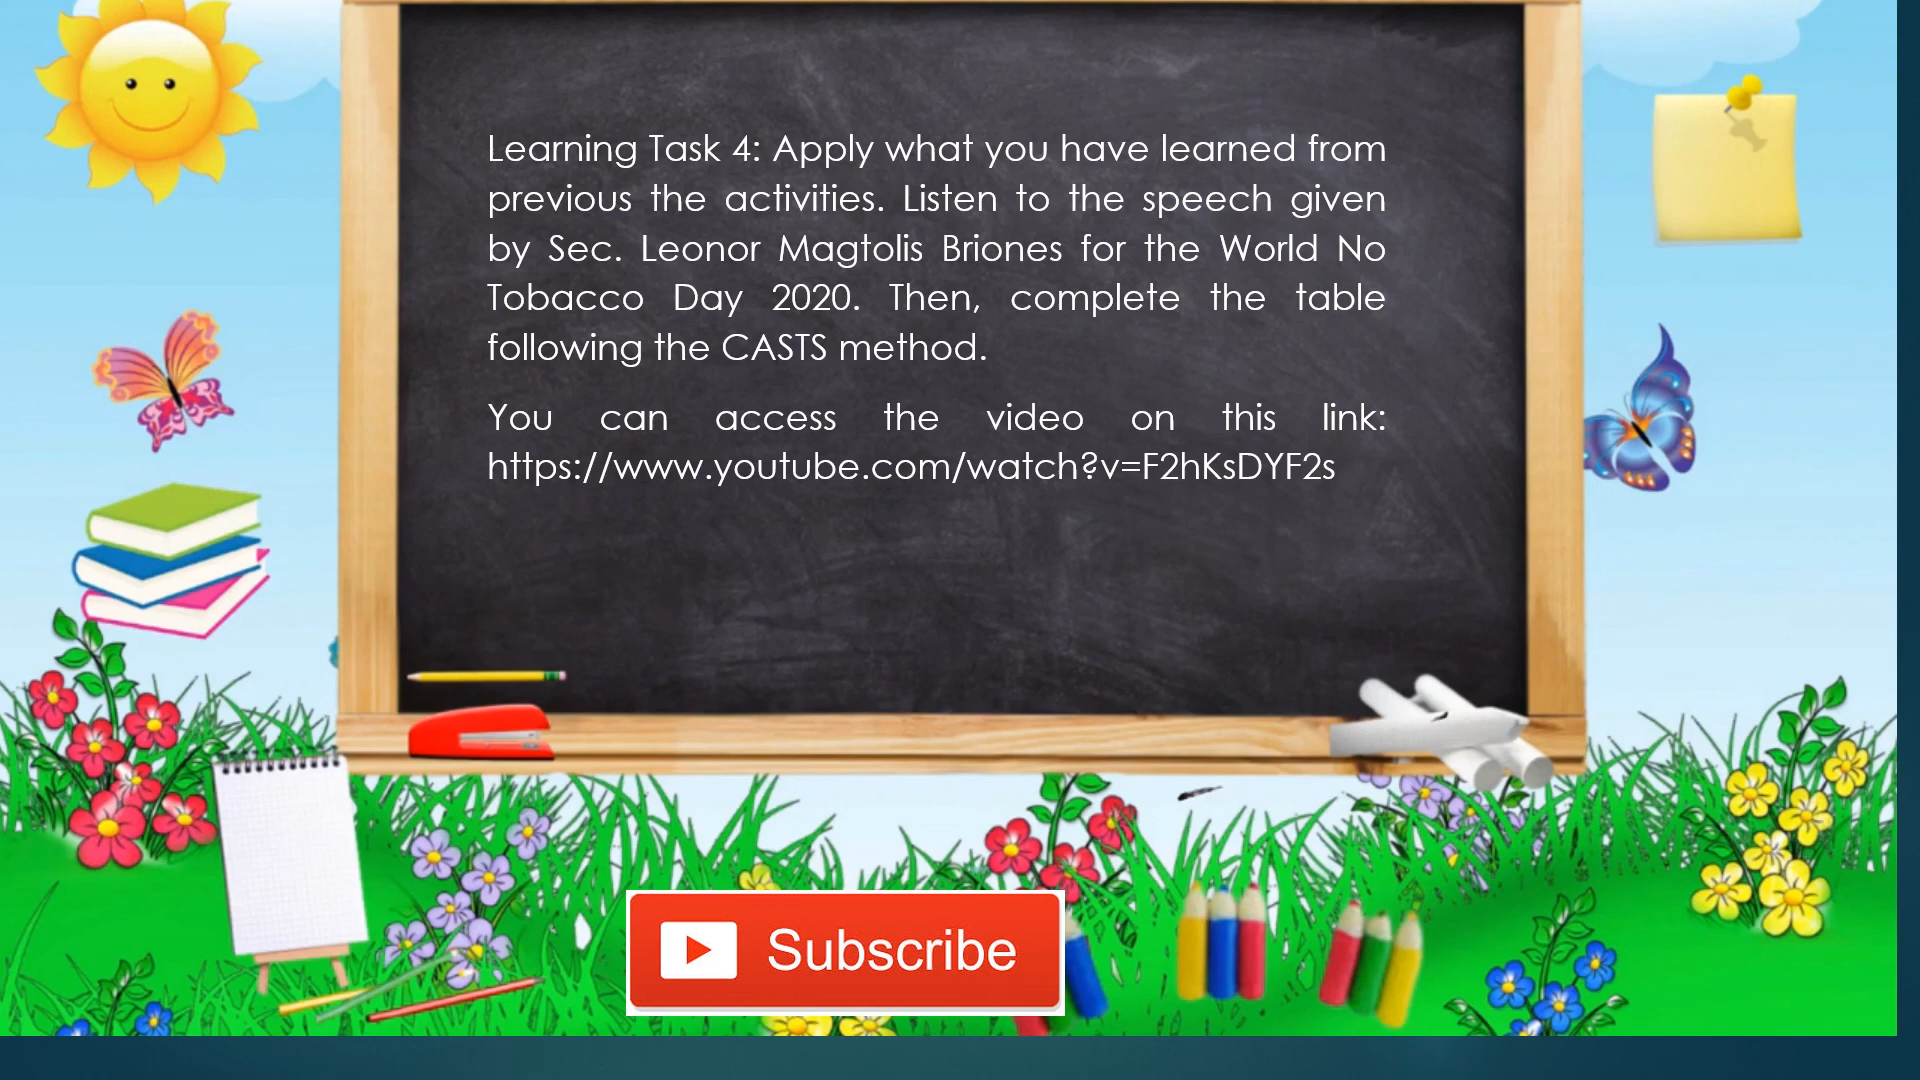 Learning Task 4: Apply what you have learned from
previous the activities. Listen to the speech given
by Sec. Leonor Magtolis Briones for the World No
Tobacco Day 2020. Then, complete the table
following the CASTS method.
You can access the video on this link:
https://www.youtube.com/watch?v=F2hKsDYF2s
Subscribe